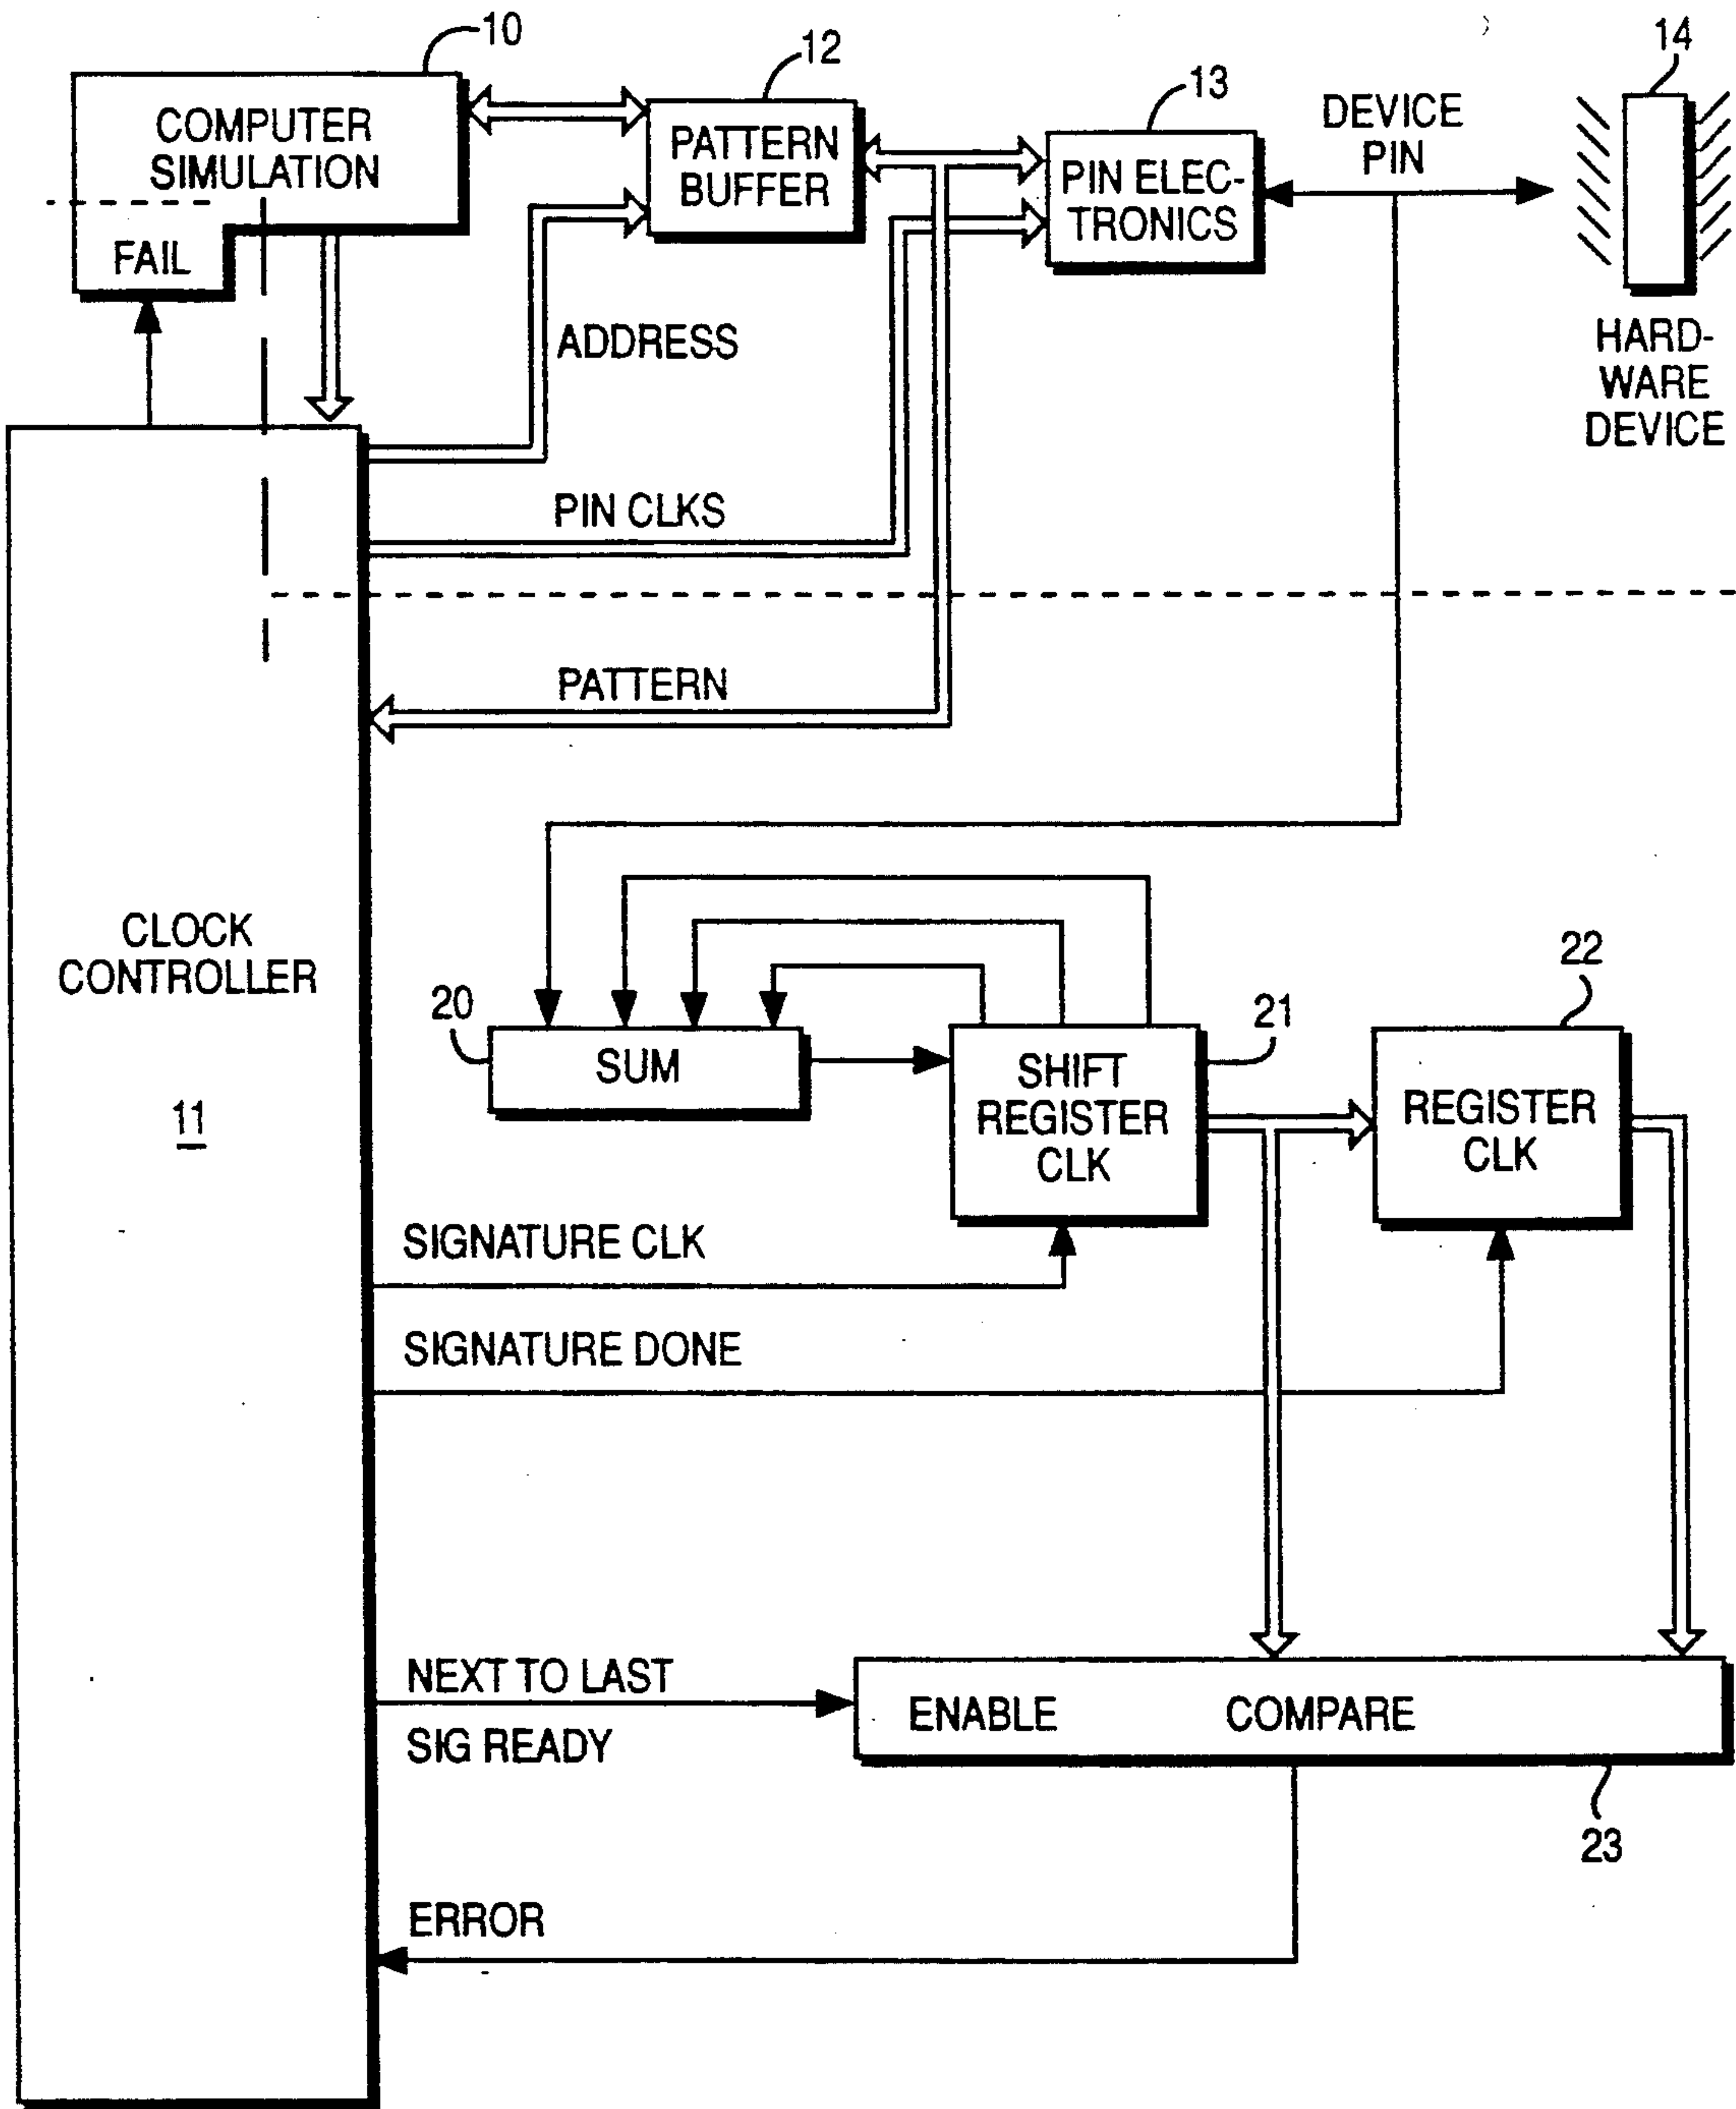 10
12
13
14
COMPUTER
SIMULATION
FAIL
PATTERN
BUFFER
PIN ELEC-
TRONICS
DEVICE
PIN
HARD-
WARE
DEVICE
ADDRESS
PIN CLKS
PATTERN
CLOCK
CONTROLLER
11
20
SUM
21
SHIFT
REGISTER
CLK
22
REGISTER
CLK
SIGNATURE CLK
SIGNATURE DONE
NEXT TO LAST
SIG READY
ENABLE COMPARE
23
ERROR